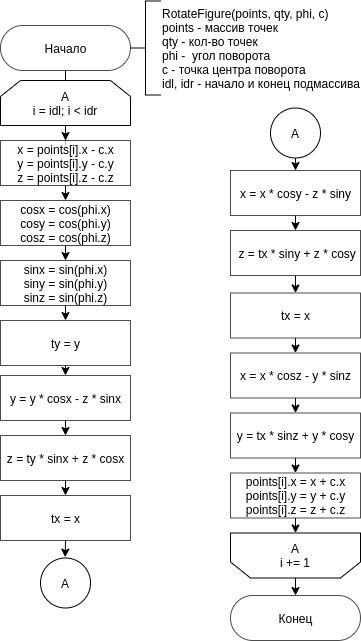 RotateFigure(points, qty, phi, c)
points - массив точек
qty - кол-во точек
phi -  угол поворота
c - точка центра поворота
idl, idr - начало и конец подмассива
Начало
A
i = idl; i < idr
x = points[i].x - c.x
y = points[i].y - c.y
z = points[i].z - c.z
cosx = cos(phi.x)
cosy = cos(phi.y)
cosz = cos(phi.z)
sinx = sin(phi.x)
siny = sin(phi.y)
sinz = sin(phi.z)
ty = y
y = y * cosx - z * sinx
z = ty * sinx + z * cosx
tx = x
A
A
x = x * cosy - z * siny
z = tx * siny + z * cosy
tx = x
x = x * cosz - y * sinz
y = tx * sinz + y * cosy
points[i].x = x + c.x
points[i].y = y + c.y
points[i].z = z + c.z
A
i += 1
Конец